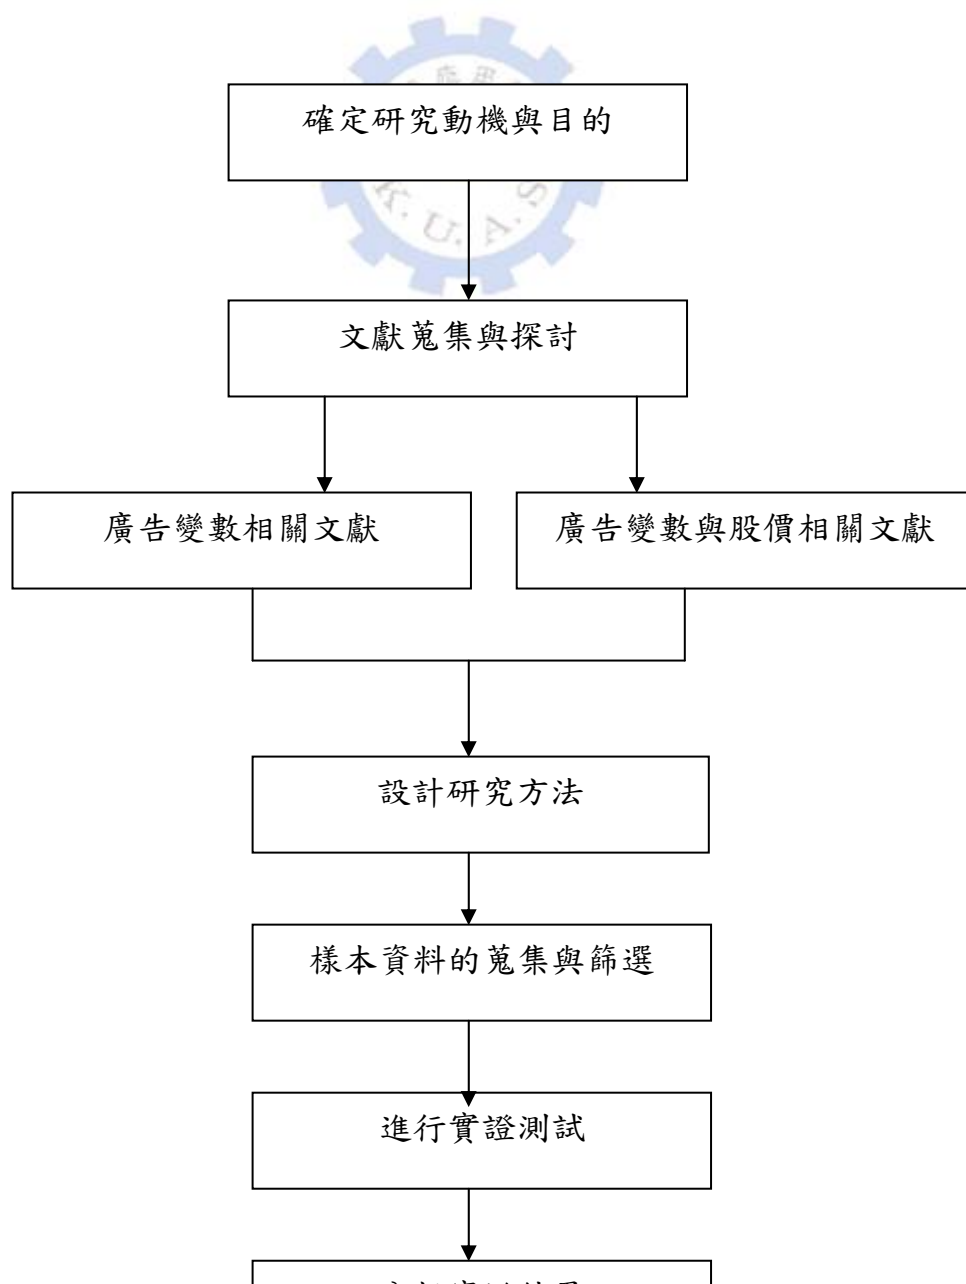 應用
確定研究動機與目的
K.U.A.S
文獻蒐集與探討
廣告變數相關文獻
廣告變數與股價相關文獻
設計研究方法
樣本資料的蒐集與篩選
進行實證測試